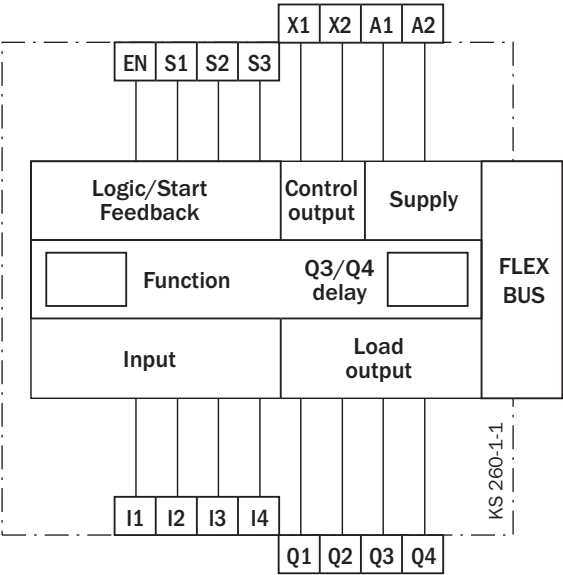 X1 X2 A1 A2
EN S1 S2 S3
Logic/Start
Feedback
Control
output
Supply
Function
Q3/Q4
delay
FLEX
BUS
Input
Load
output
KS 260-1-1
I1 I2 I3 I4
Q1 Q2 Q3 Q4